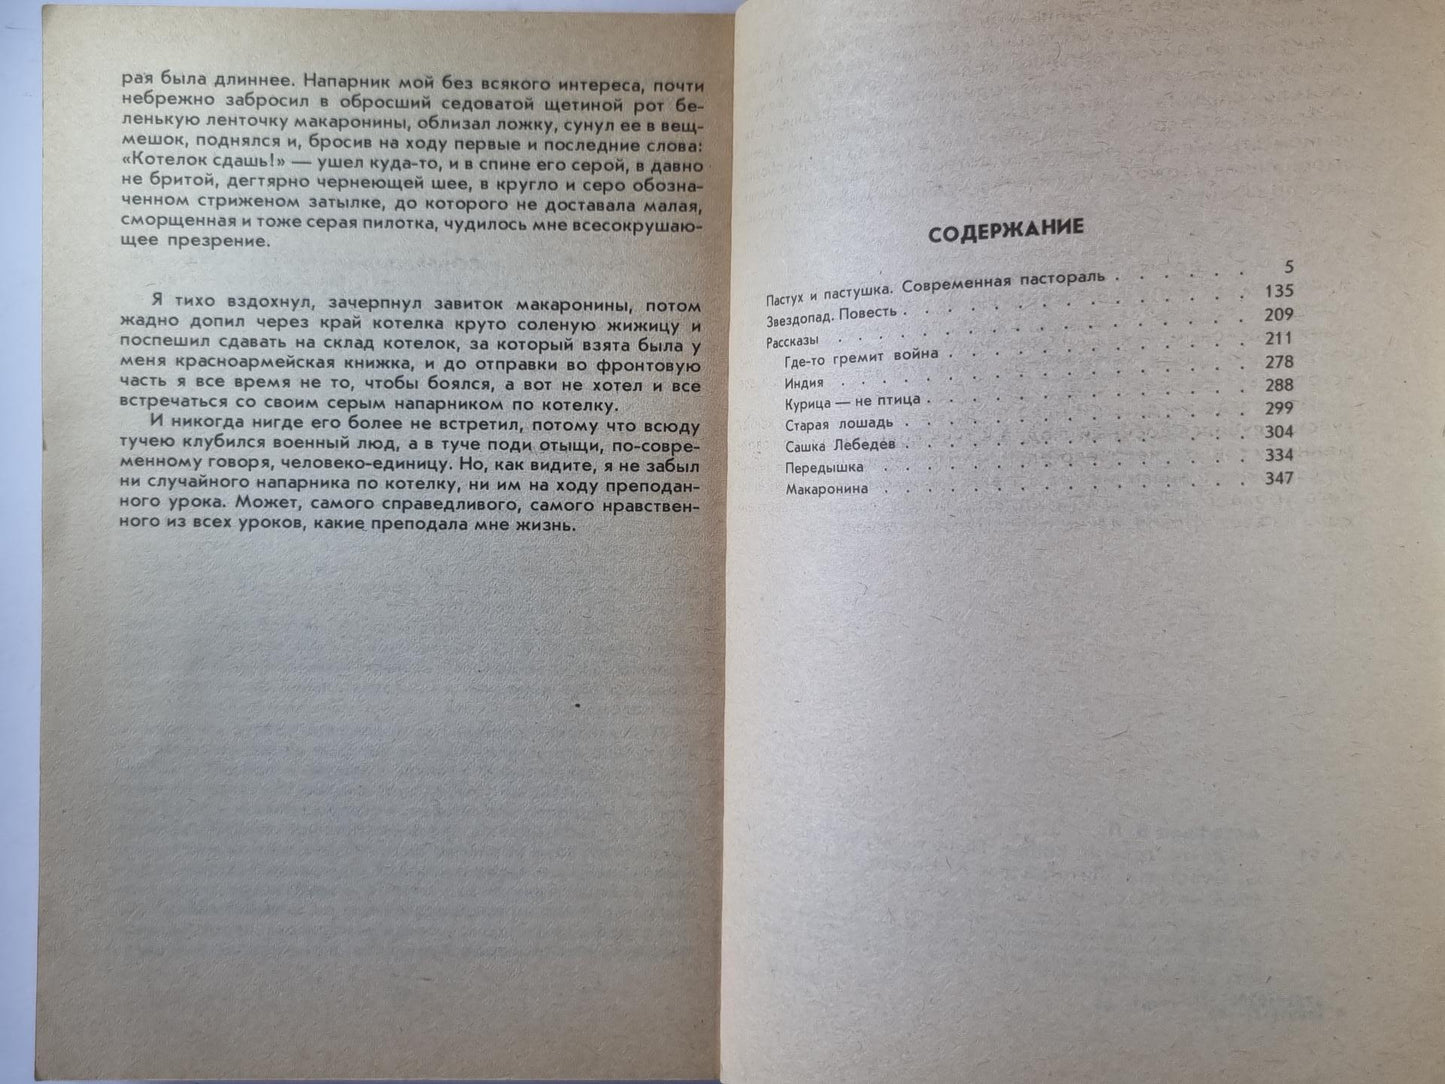 рая была длиннее. Напарник мой без всякого интереса, почти
небрежно забросил в обросший седоватой щетиной рот бе-
ленькую ленточку макаронины, облизал ложку, сунул ее в вещ-
мешок, поднялся и, бросив на ходу первые и последние слова:
«Котелок сдашь!» — ушел куда-то, и в спине его серой, в давно
не бритой, дегтярно чернеющей шее, в кругло и серо обозна-
ченном стриженом затылке, до которого не доставала малая,
сморщенная и тоже серая пилотка, чудилось мне всесокрушаю-
щее презрение.
Я тихо вздохнул, зачерпнул завиток макаронины, потом
жадно допил через край котелка круто соленую жижицу и
поспешил сдавать на склад котелок, за который взята была у
меня красноармейская книжка, и до отправки во фронтовую
часть я все время не то, чтобы боялся, а вот не хотел и все
встречаться со своим серым напарником по котелку.
И никогда нигде его более не встретил, потому что всюду
тучею клубился военный люд, а в туче поди отыщи, по-совре-
менному говоря, человеко-единицу. Но, как видите, я не забыл
ни случайного напарника по котелку, ни им на ходу преподан-
ного урока. Может, самого справедливого, самого нравствен-
ного из всех уроков, какие преподала мне жизнь.
СОДЕРЖАНИЕ
Пастух и пастушка. Современная пастораль . . . . . . 5
Звездопад. Повесть . . . . . . . . . . . . . . . 135
Рассказы . . . . . . . . . . . . . . . . . . . 209
Где-то гремит война . . . . . . . . . . . . . . 211
Индия . . . . . . . . . . . . . . . . . . . 278
Курица — не птица . . . . . . . . . . . . . . . 288
Старая лошадь . . . . . . . . . . . . . . . . 299
Сашка Лебедев . . . . . . . . . . . . . . . . 304
Передышка . . . . . . . . . . . . . . . . . 334
Макаронина . . . . . . . . . . . . . . . . . 347